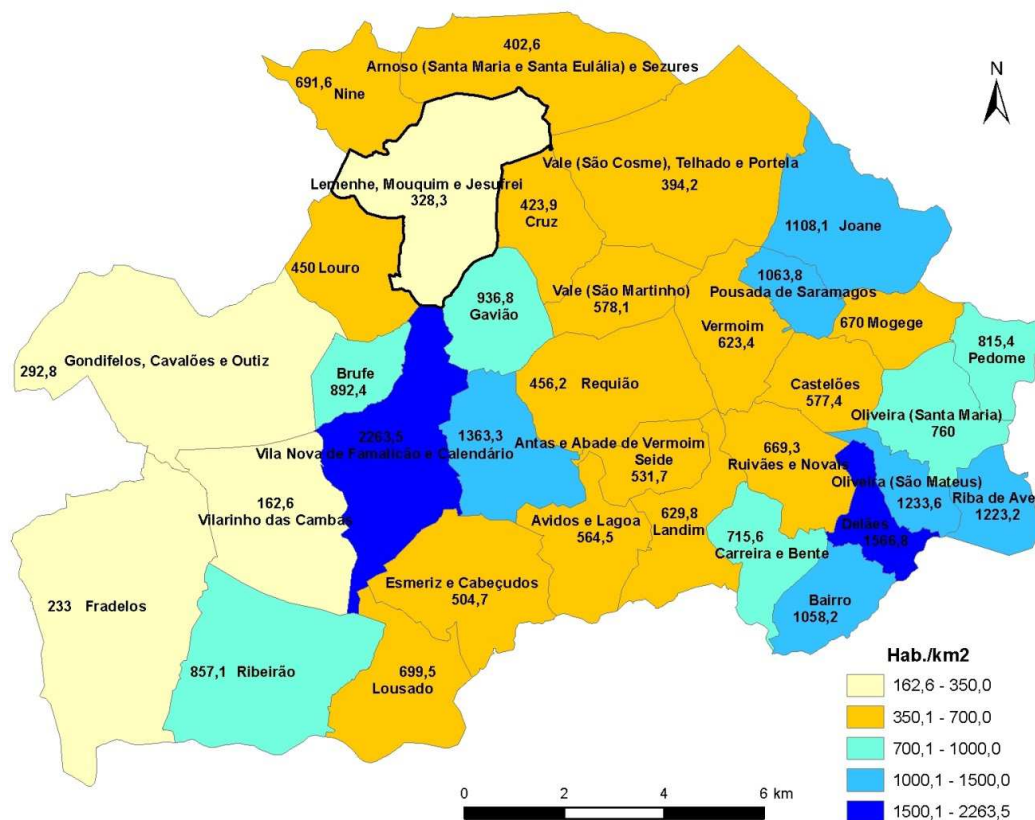 402,6
Arnoso (Santa Maria e Santa Eulália) e Sezures
691,6
Nine
N
Vale (São Cosme), Telhado e Portela
394,2
Lemenhe, Mouquim e Jesufrei
328,3
423,9
Cruz
1108,1 Joane
450 Louro
1063,8
Pousada de Saramagos
Vale (São Martinho)
578,1
936,8
Gavião
Vermoim
623,4
670 Mogege
815,4
Pedome
Gondifelos, Cavalões e Outiz
292,8
Brufe
892,4
456,2 Requião
Castelões
577,4
Oliveira (Santa Maria)
760
2263,5
Vila Nova de Famalicão e Calendário
1363,3
Antas e Abade de Vermoim
Seide
531,7
669,3
Ruivães e Novais
Oliveira (São Mateus)
1233,6
Riba de Ave
1223,2
162,6
Vilarinho das Cambas
Avidos e Lagoa
564,5
629,8
Landim
Delães
1566,8
715,6
Carreira e Bente
Esmeriz e Cabeçudos
504,7
233 Fradelos
Bairro
1058,2
857,1 Ribeirão
699,5
Lousado
Hab./km2
162,6 - 350,0
350,1 - 700,0
700,1 - 1000,0
1000,1 - 1500,0
1500,1 - 2263,5
0 2 4 6 km